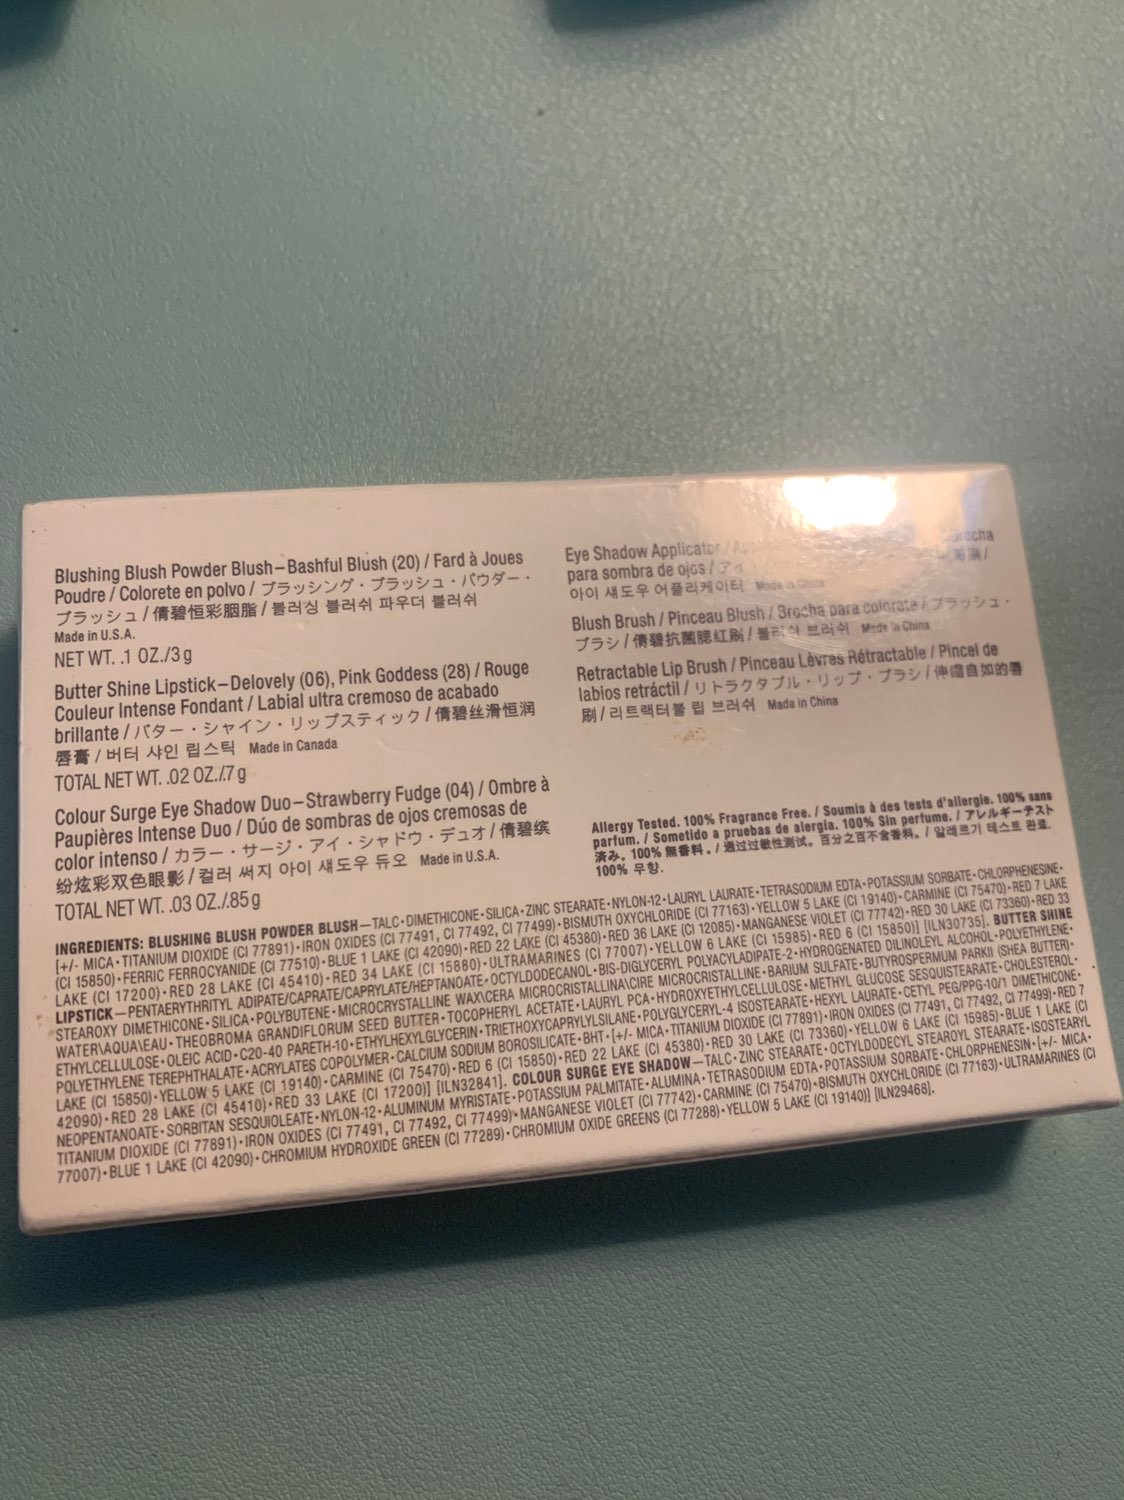 Blushing Blush Powder Blush–Bashful Blush (20) / Fard à Joues
Poudre / Colorete en polvo / ブラッシング・ブラッシュ・パウダー・
ブラッシュ / 倩碧恒彩胭脂 / 블러싱 블러쉬 파우더 블러쉬
Made in U.S.A.
NET WT. .1 OZ./3 g
Butter Shine Lipstick–Delovely (06), Pink Goddess (28) / Rouge
Couleur Intense Fondant / Labial ultra cremoso de acabado
brillante / バター・シャイン・リップスティック / 倩碧丝滑恒润
唇膏 / 버터 샤인 립스틱 Made in Canada
TOTAL NET WT. .02 OZ./.7 g
Colour Surge Eye Shadow Duo–Strawberry Fudge (04) / Ombre à
Paupières Intense Duo / Dúo de sombras de ojos cremosas de
color intenso / カラー・サージ・アイ・シャドウ・デュオ / 倩碧缤
纷炫彩双色眼影 / 컬러 써지 아이 섀도우 듀오 Made in U.S.A.
TOTAL NET WT. .03 OZ./.85 g
Eye Shadow Applicator / Brocha
para sombra de ojos /
아이 섀도우 어플리케이터 Made in China
Blush Brush / Pinceau Blush / Brocha para colorate / ブラッシュ・
ブラシ / 倩碧抗菌腮红刷 / 블러쉬 브러쉬 Made in China
Retractable Lip Brush / Pinceau Lèvres Rétractable / Pincel de
labios retráctil / リトラクタブル・リップ・ブラシ / 伸缩自如的唇
刷 / 리트랙터블 립 브러쉬 Made in China
Allergy Tested. 100% Fragrance Free. / Soumis à des tests d'allergie. 100% sans
parfum. / Sometido a pruebas de alergia. 100% Sin perfume. / アレルギーテスト
済み。100% 無香料。 / 通过过敏性测试。百分之百不含香料。 / 알레르기 테스트 완료.
100% 무향.
INGREDIENTS: BLUSHING BLUSH POWDER BLUSH—TALC•DIMETHICONE•SILICA•ZINC STEARATE•NYLON-12•LAURYL LAURATE•TETRASODIUM EDTA•POTASSIUM SORBATE•CHLORPHENESINE•
[+/- MICA•TITANIUM DIOXIDE (CI 77891)•IRON OXIDES (CI 77491, CI 77492, CI 77499)•BISMUTH OXYCHLORIDE (CI 77163)•YELLOW 5 LAKE (CI 19140)•CARMINE (CI 75470)•RED 7 LAKE
(CI 15850)•FERRIC FERROCYANIDE (CI 77510)•BLUE 1 LAKE (CI 42090)•RED 22 LAKE (CI 45380)•RED 36 LAKE (CI 12085)•MANGANESE VIOLET (CI 77742)•RED 30 LAKE (CI 73360)•RED 33
LAKE (CI 17200)•RED 28 LAKE (CI 45410)•RED 34 LAKE (CI 15880)•ULTRAMARINES (CI 77007)•YELLOW 6 LAKE (CI 15985)•RED 6 (CI 15850)] [ILN30735]. BUTTER SHINE
LIPSTICK—PENTAERYTHRITYL ADIPATE/CAPRATE/CAPRYLATE/HEPTANOATE•OCTYLDODECANOL•BIS-DIGLYCERYL POLYACYLADIPATE-2•HYDROGENATED DILINOLEYL ALCOHOL•POLYETHYLENE•
STEAROXY DIMETHICONE•SILICA•POLYBUTENE•MICROCRYSTALLINE WAX\CERA MICROCRISTALLINA\CIRE MICROCRISTALLINE•BARIUM SULFATE•BUTYROSPERMUM PARKII (SHEA BUTTER)•
WATER\AQUA\EAU•THEOBROMA GRANDIFLORUM SEED BUTTER•TOCOPHERYL ACETATE•LAURYL PCA•HYDROXYETHYLCELLULOSE•METHYL GLUCOSE SESQUISTEARATE•CHOLESTEROL•
ETHYLCELLULOSE•OLEIC ACID•C20-40 PARETH-10•ETHYLHEXYLGLYCERIN•TRIETHOXYCAPRYLYLSILANE•POLYGLYCERYL-4 ISOSTEARATE•HEXYL LAURATE•CETYL PEG/PPG-10/1 DIMETHICONE•
POLYETHYLENE TEREPHTHALATE•ACRYLATES COPOLYMER•CALCIUM SODIUM BOROSILICATE•BHT•[+/- MICA•TITANIUM DIOXIDE (CI 77891)•IRON OXIDES (CI 77491, CI 77492, CI 77499)•RED 7
LAKE (CI 15850)•YELLOW 5 LAKE (CI 19140)•CARMINE (CI 75470)•RED 6 (CI 15850)•RED 22 LAKE (CI 45380)•RED 30 LAKE (CI 73360)•YELLOW 6 LAKE (CI 15985)•BLUE 1 LAKE (CI
42090)•RED 28 LAKE (CI 45410)•RED 33 LAKE (CI 17200)] [ILN32841]. COLOUR SURGE EYE SHADOW—TALC•ZINC STEARATE•OCTYLDODECYL STEAROYL STEARATE•ISOSTEARYL
NEOPENTANOATE•SORBITAN SESQUIOLEATE•NYLON-12•ALUMINUM MYRISTATE•POTASSIUM PALMITATE•ALUMINA•TETRASODIUM EDTA•POTASSIUM SORBATE•CHLORPHENESIN•[+/- MICA•
TITANIUM DIOXIDE (CI 77891)•IRON OXIDES (CI 77491, CI 77492, CI 77499)•MANGANESE VIOLET (CI 77742)•CARMINE (CI 75470)•BISMUTH OXYCHLORIDE (CI 77163)•ULTRAMARINES (CI
77007)•BLUE 1 LAKE (CI 42090)•CHROMIUM HYDROXIDE GREEN (CI 77289)•CHROMIUM OXIDE GREENS (CI 77288)•YELLOW 5 LAKE (CI 19140)] [ILN29468].